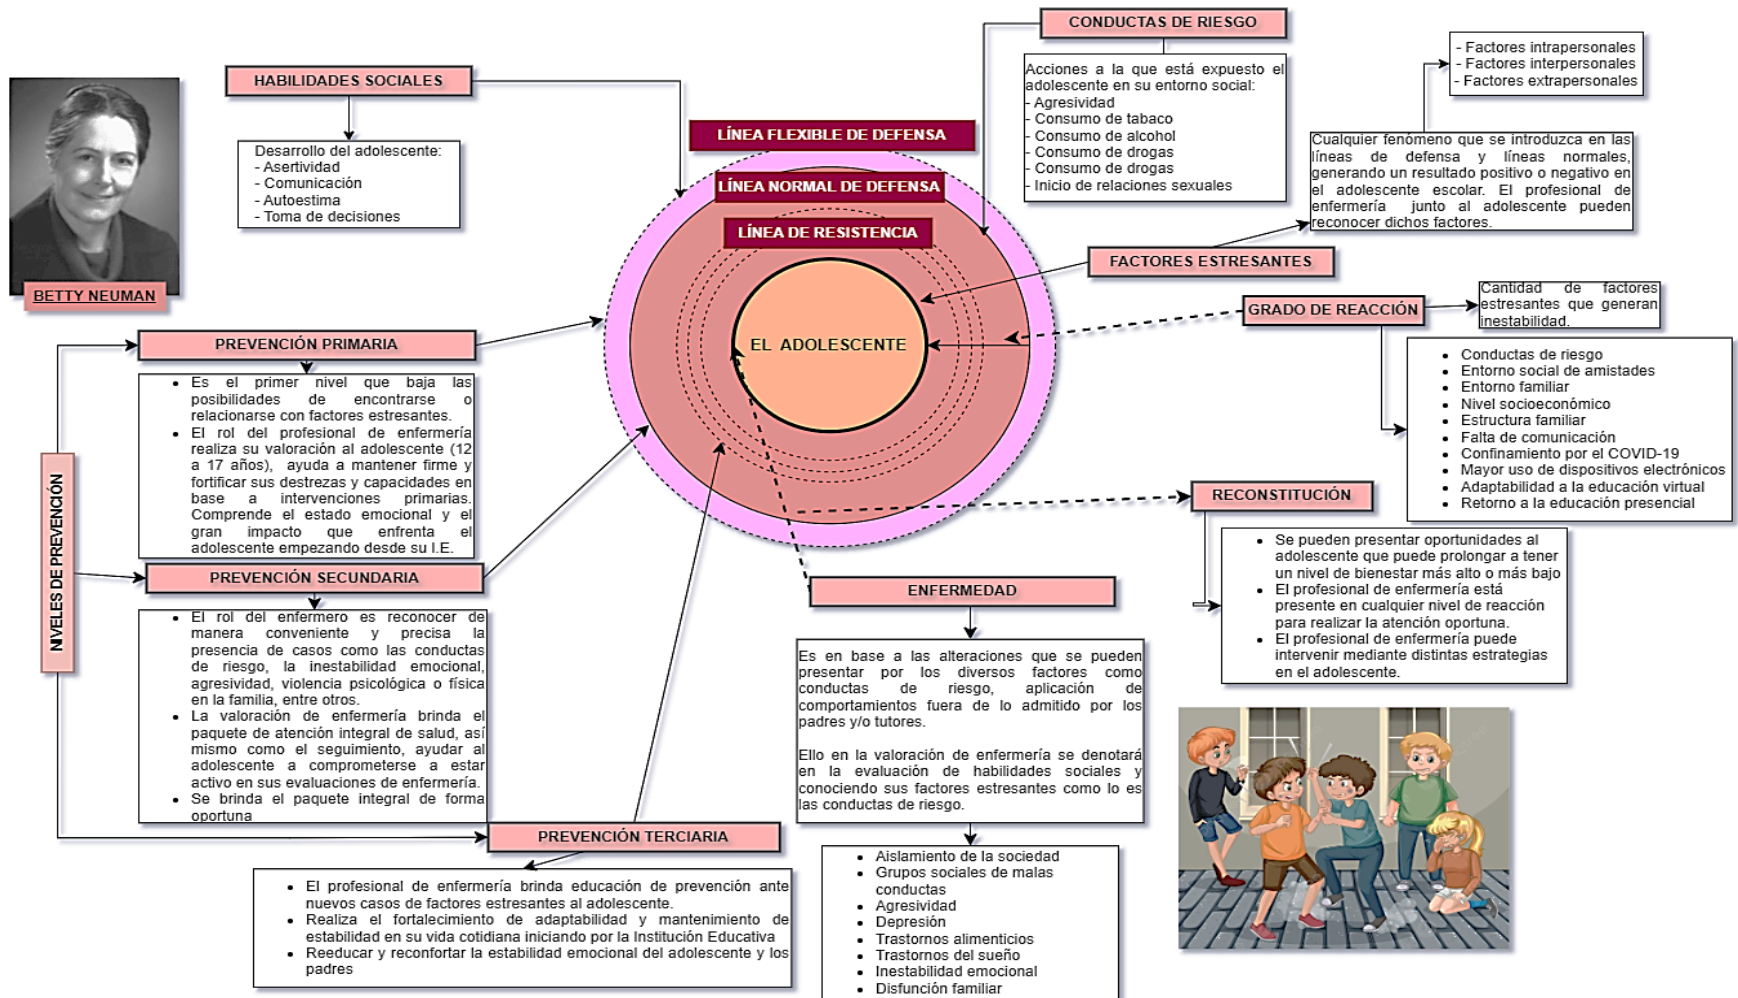 CONDUCTAS DE RIESGO
Acciones a la que está expuesto el
adolescente en su entorno social:
- Agresividad
- Consumo de tabaco
- Consumo de alcohol
- Consumo de drogas
- Consumo de drogas
- Inicio de relaciones sexuales
- Factores intrapersonales
- Factores interpersonales
- Factores extrapersonales
HABILIDADES SOCIALES
Desarrollo del adolescente:
- Asertividad
- Comunicación
- Autoestima
- Toma de decisiones
BETTY NEUMAN
LÍNEA FLEXIBLE DE DEFENSA
LÍNEA NORMAL DE DEFENSA
LÍNEA DE RESISTENCIA
EL ADOLESCENTE
Cualquier fenómeno que se introduzca en las
líneas de defensa y líneas normales,
generando un resultado positivo o negativo en
el adolescente escolar. El profesional de
enfermería junto al adolescente pueden
reconocer dichos factores.
FACTORES ESTRESANTES
GRADO DE REACCIÓN
Cantidad de factores
estresantes que generan
inestabilidad.
• Conductas de riesgo
• Entorno social de amistades
• Entorno familiar
• Nivel socioeconómico
• Estructura familiar
• Falta de comunicación
• Confinamiento por el COVID-19
• Mayor uso de dispositivos electrónicos
• Adaptabilidad a la educación virtual
• Retorno a la educación presencial
NIVELES DE PREVENCIÓN
PREVENCIÓN PRIMARIA
• Es el primer nivel que baja las
posibilidades de encontrarse o
relacionarse con factores estresantes.
• El rol del profesional de enfermería
realiza su valoración al adolescente (12
a 17 años), ayuda a mantener firme y
fortificar sus destrezas y capacidades en
base a intervenciones primarias.
Comprende el estado emocional y el
gran impacto que enfrenta el
adolescente empezando desde su I.E.
PREVENCIÓN SECUNDARIA
• El rol del enfermero es reconocer de
manera conveniente y precisa la
presencia de casos como las conductas
de riesgo, la inestabilidad emocional,
agresividad, violencia psicológica o física
en la familia, entre otros.
• La valoración de enfermería brinda el
paquete de atención integral de salud, así
mismo como el seguimiento, ayudar al
adolescente a comprometerse a estar
activo en sus evaluaciones de enfermería.
• Se brinda el paquete integral de forma
oportuna
PREVENCIÓN TERCIARIA
• El profesional de enfermería brinda educación de prevención ante
nuevos casos de factores estresantes al adolescente.
• Realiza el fortalecimiento de adaptabilidad y mantenimiento de
estabilidad en su vida cotidiana iniciando por la Institución Educativa
• Reeducar y reconfortar la estabilidad emocional del adolescente y los
padres
RECONSTITUCIÓN
• Se pueden presentar oportunidades al
adolescente que puede prolongar a tener
un nivel de bienestar más alto o más bajo
• El profesional de enfermería está
presente en cualquier nivel de reacción
para realizar la atención oportuna.
• El profesional de enfermería puede
intervenir mediante distintas estrategias
en el adolescente.
ENFERMEDAD
Es en base a las alteraciones que se pueden
presentar por los diversos factores como
conductas de riesgo, aplicación de
comportamientos fuera de lo admitido por los
padres y/o tutores.
Ello en la valoración de enfermería se denotará
en la evaluación de habilidades sociales y
conociendo sus factores estresantes como lo es
las conductas de riesgo.
• Aislamiento de la sociedad
• Grupos sociales de malas
conductas
• Agresividad
• Depresión
• Trastornos alimenticios
• Trastornos del sueño
• Inestabilidad emocional
• Disfunción familiar